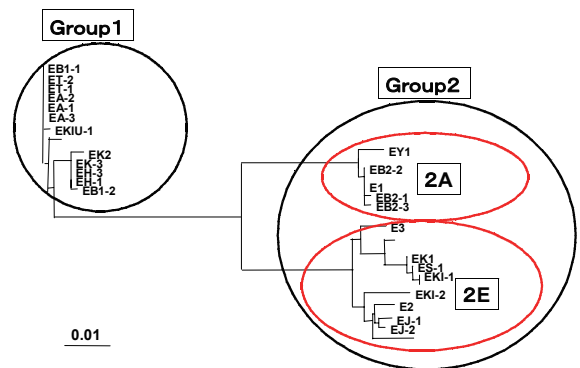 Group1
EB1-1
ET-2
ET-1
EA-2
EA-1
EA-3
EKIU-1
EK2
EK-3
EH-3
EH-1
EB1-2
Group2
EY1
EB2-2
2A
E1
EB2-1
EB2-3
E3
EK1
ES-1
EKI-1
EKI-2
2E
E2
EJ-1
EJ-2
0.01